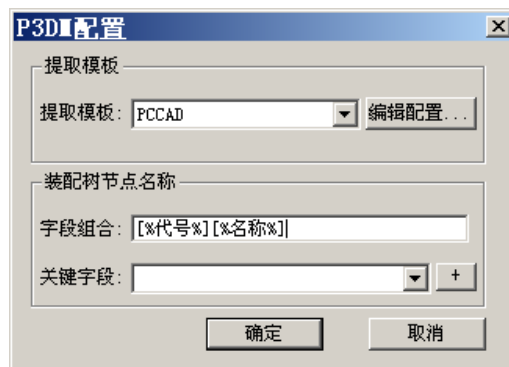 P3DM配置
提取模板
提取模板: PCCAD
编辑配置...
装配树节点名称
字段组合: [%代号%][%名称%]
关键字段:
+
确定
取消